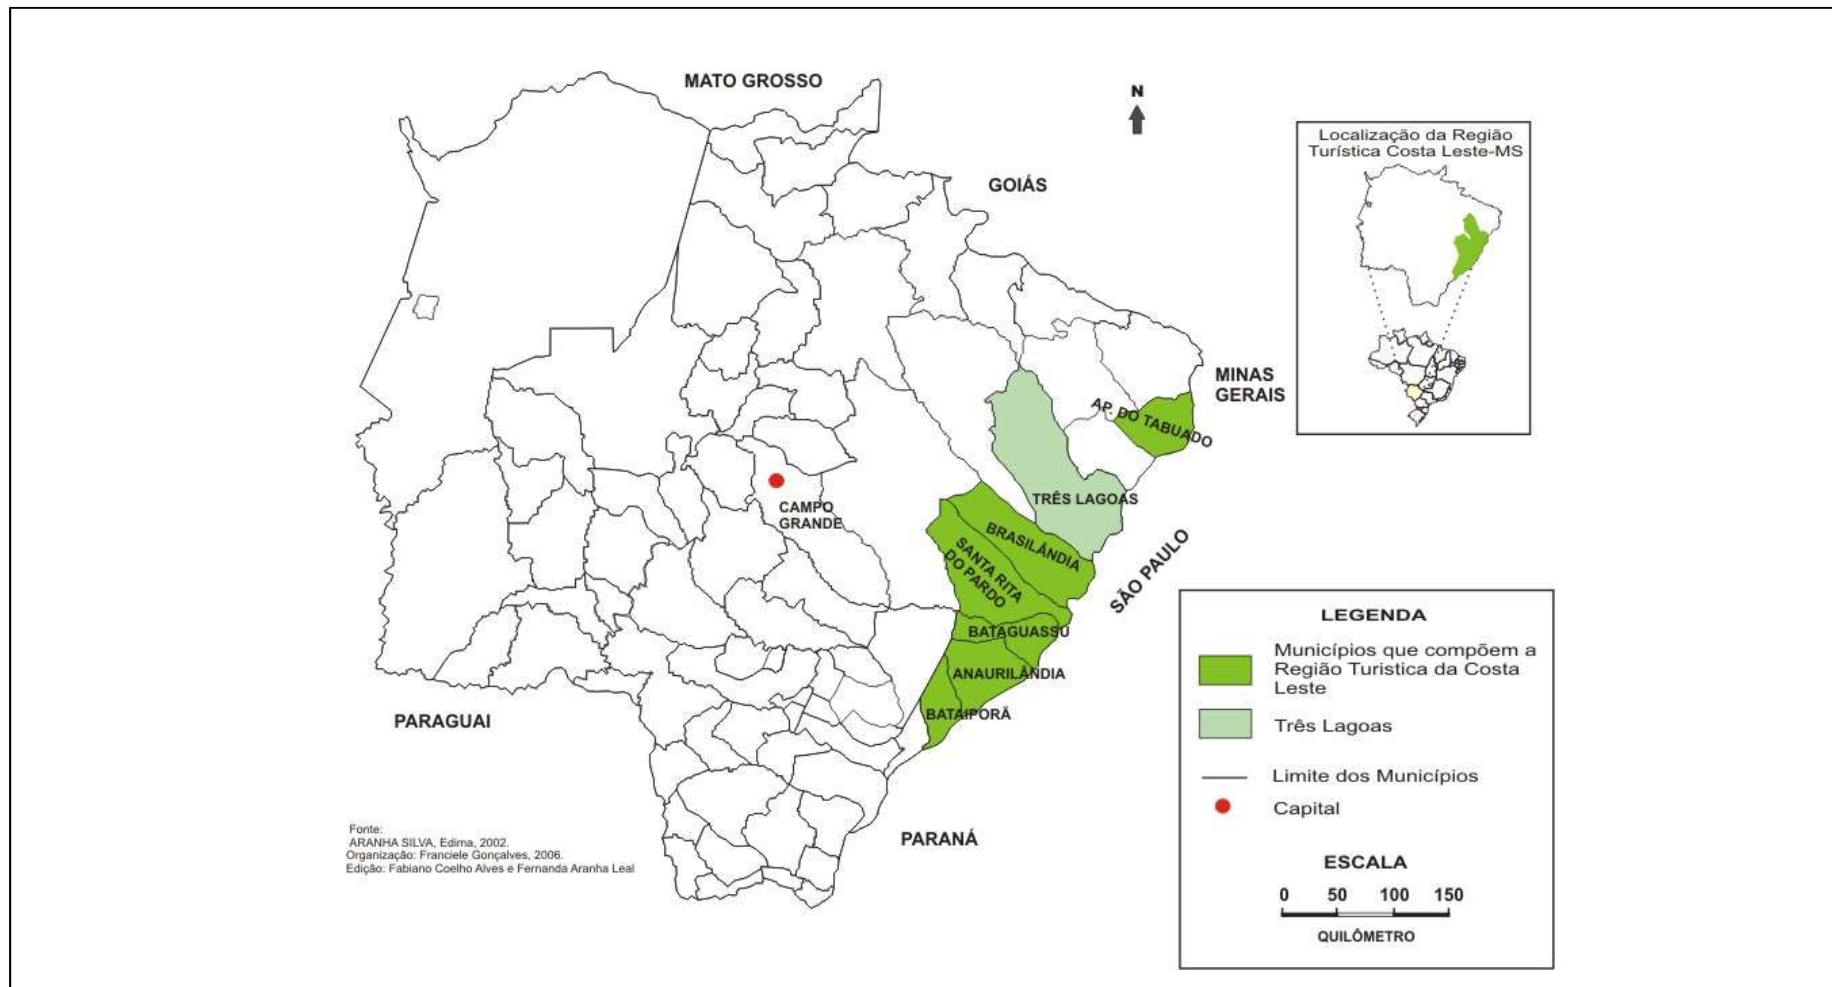 MATO GROSSO
N
GOIÁS
Localização da Região
Turística Costa Leste-MS
MINAS
GERAIS
AP. DO TABUADO
TRÊS LAGOAS
CAMPO
GRANDE
BRASILÂNDIA
SANTA RITA
DO PARDO
SÃO PAULO
BATAGUASSÚ
ANAURILÂNDIA
BATAIPORÃ
PARAGUAI
PARANÁ
LEGENDA
Municípios que compõem a
Região Turistica da Costa
Leste
Três Lagoas
Limite dos Municípios
Capital
ESCALA
0 50 100 150
QUILÔMETRO
Fonte:
ARANHA SILVA, Edima, 2002.
Organização: Franciele Gonçalves, 2006.
Edição: Fabiano Coelho Alves e Fernanda Aranha Leal